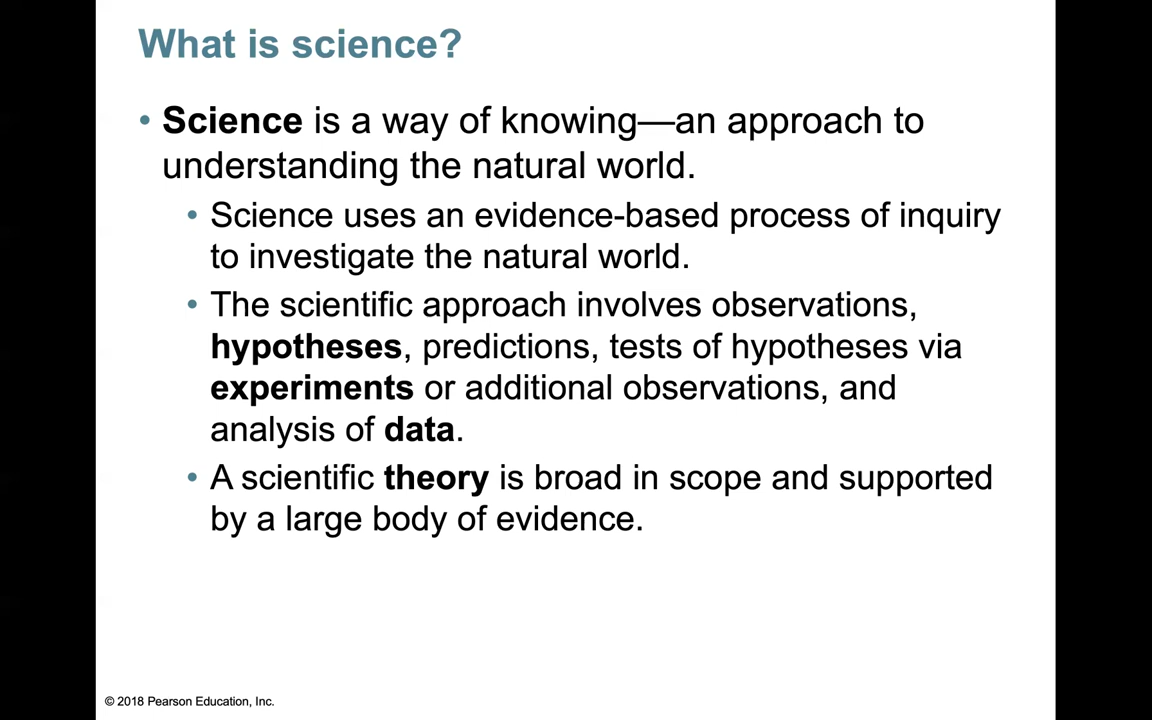 What is science?
• Science is a way of knowing—an approach to
understanding the natural world.
• Science uses an evidence-based process of inquiry
to investigate the natural world.
• The scientific approach involves observations,
hypotheses, predictions, tests of hypotheses via
experiments or additional observations, and
analysis of data.
• A scientific theory is broad in scope and supported
by a large body of evidence.
© 2018 Pearson Education, Inc.